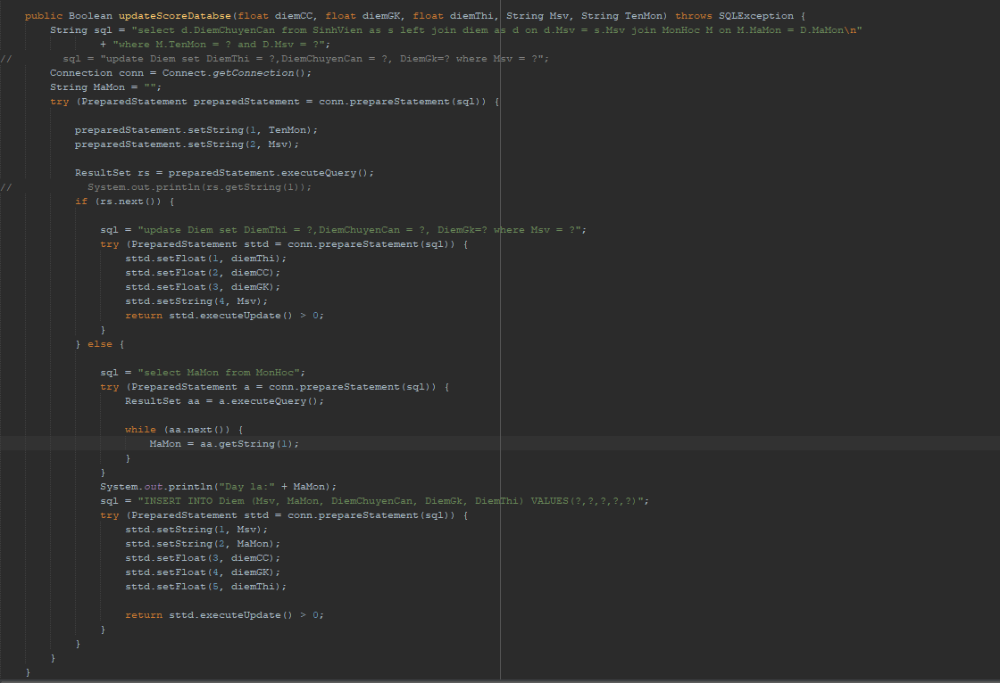 public Boolean updateScoreDatabse(float diemCC, float diemGK, float diemThi, String Msv, String TenMon) throws SQLException {
String sql = "select d.DiemChuyenCan from SinhVien as s left join diem as d on d.Msv = s.Msv join MonHoc M on M.MaMon = D.MaMon\n"
+ "where M.TenMon = ? and D.Msv = ?";
// sql = "update Diem set DiemThi = ?,DiemChuyenCan = ?, DiemGk=? where Msv = ?";
Connection conn = Connect.getConnection();
String MaMon = "";
try (PreparedStatement preparedStatement = conn.prepareStatement(sql)) {
preparedStatement.setString(1, TenMon);
preparedStatement.setString(2, Msv);
ResultSet rs = preparedStatement.executeQuery();
// System.out.println(rs.getString(1));
if (rs.next()) {
sql = "update Diem set DiemThi = ?,DiemChuyenCan = ?, DiemGk=? where Msv = ?";
try (PreparedStatement sttd = conn.prepareStatement(sql)) {
sttd.setFloat(1, diemThi);
sttd.setFloat(2, diemCC);
sttd.setFloat(3, diemGK);
sttd.setString(4, Msv);
return sttd.executeUpdate() > 0;
}
} else {
sql = "select MaMon from MonHoc";
try (PreparedStatement a = conn.prepareStatement(sql)) {
ResultSet aa = a.executeQuery();
while (aa.next()) {
MaMon = aa.getString(1);
}
}
System.out.println("Day la:" + MaMon);
sql = "INSERT INTO Diem (Msv, MaMon, DiemChuyenCan, DiemGk, DiemThi) VALUES(?,?,?,?,?)";
try (PreparedStatement sttd = conn.prepareStatement(sql)) {
sttd.setString(1, Msv);
sttd.setString(2, MaMon);
sttd.setFloat(3, diemCC);
sttd.setFloat(4, diemGK);
sttd.setFloat(5, diemThi);
return sttd.executeUpdate() > 0;
}
}
}
}